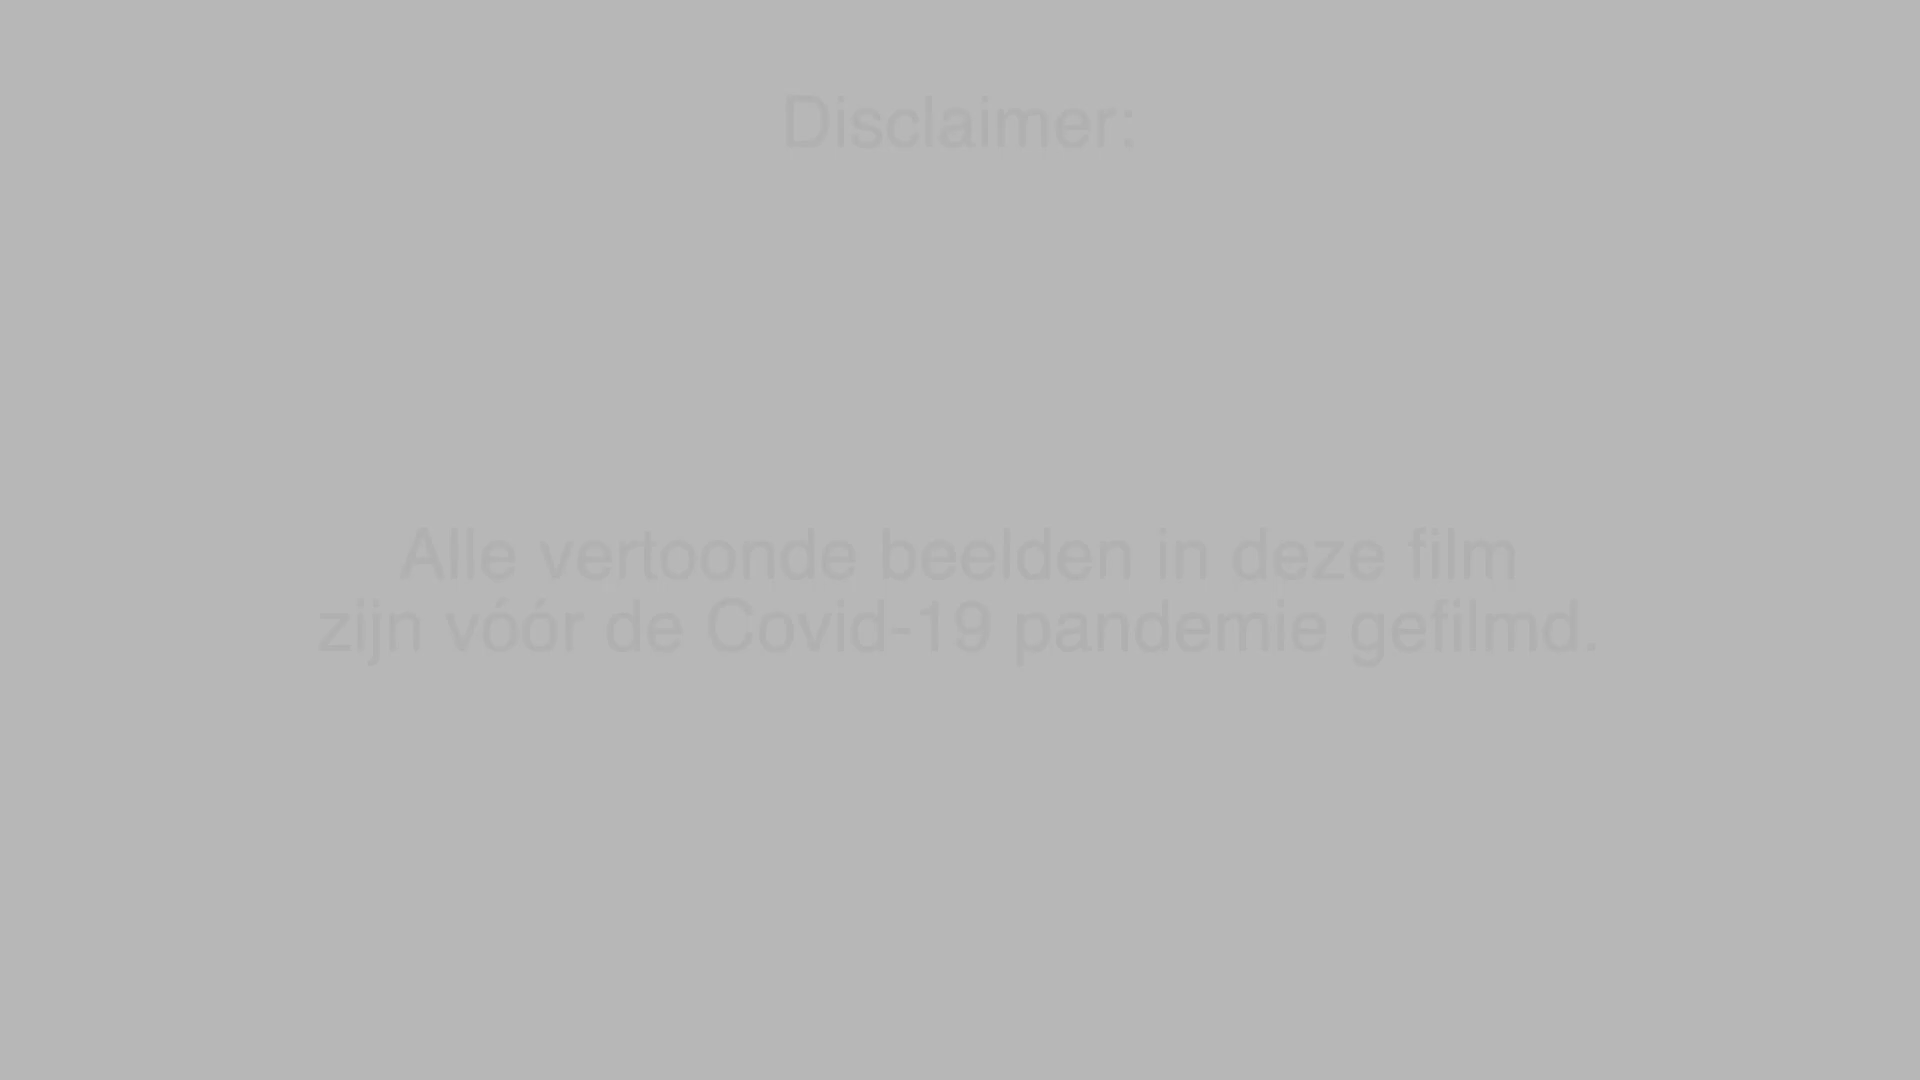 Disclaimer:
Alle vertoonde beelden in deze film
zijn vóór de Covid-19 pandemie gefilmd.